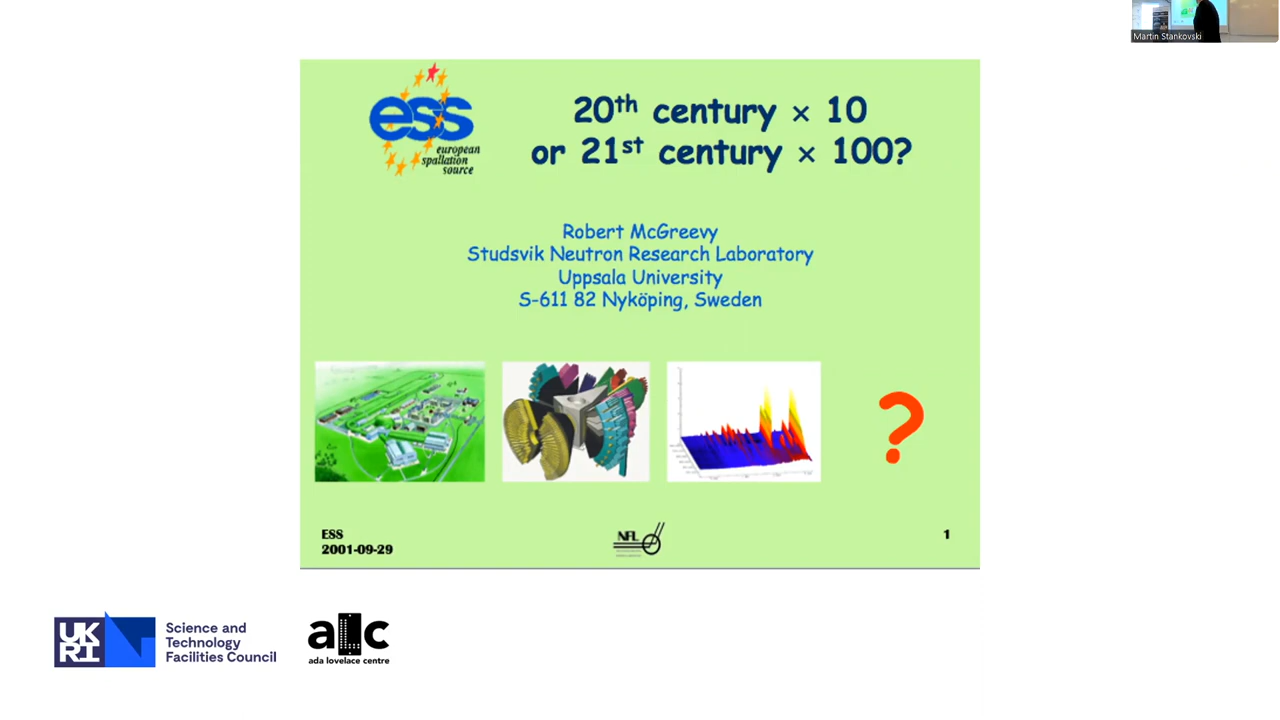 Martin Stankovski
ess
european
spallation
source
20th century × 10
or 21st century × 100?
Robert McGreevy
Studsvik Neutron Research Laboratory
Uppsala University
S-611 82 Nyköping, Sweden
?
ESS
2001-09-29
NFL
1
UK
RI
Science and
Technology
Facilities Council
alc
ada lovelace centre